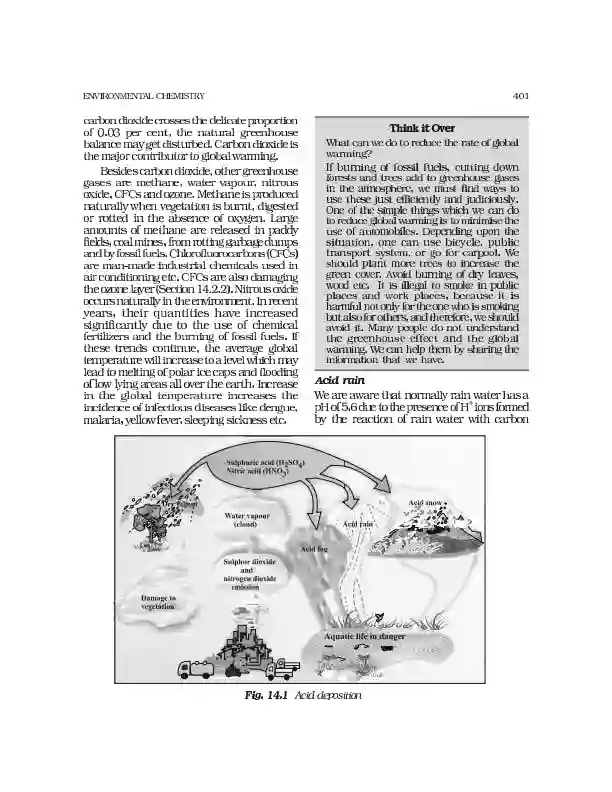 ENVIRONMENTAL CHEMISTRY 401
carbon dioxide crosses the delicate proportion
of 0.03 per cent, the natural greenhouse
balance may get disturbed. Carbon dioxide is
the major contributor to global warming.
Besides carbon dioxide, other greenhouse
gases are methane, water vapour, nitrous
oxide, CFCs and ozone. Methane is produced
naturally when vegetation is burnt, digested
or rotted in the absence of oxygen. Large
amounts of methane are released in paddy
fields, coal mines, from rotting garbage dumps
and by fossil fuels. Chlorofluorocarbons (CFCs)
are man-made industrial chemicals used in
air conditioning etc. CFCs are also damaging
the ozone layer (Section 14.2.2). Nitrous oxide
occurs naturally in the environment. In recent
years, their quantities have increased
significantly due to the use of chemical
fertilizers and the burning of fossil fuels. If
these trends continue, the average global
temperature will increase to a level which may
lead to melting of polar ice caps and flooding
of low lying areas all over the earth. Increase
in the global temperature increases the
incidence of infectious diseases like dengue,
malaria, yellow fever, sleeping sickness etc.
Think it Over
What can we do to reduce the rate of global
warming?
If burning of fossil fuels, cutting down
forests and trees add to greenhouse gases
in the atmosphere, we must find ways to
use these just efficiently and judiciously.
One of the simple things which we can do
to reduce global warming is to minimise the
use of automobiles. Depending upon the
situation, one can use bicycle, public
transport system, or go for carpool. We
should plant more trees to increase the
green cover. Avoid burning of dry leaves,
wood etc. It is illegal to smoke in public
places and work places, because it is
harmful not only for the one who is smoking
but also for others, and therefore, we should
avoid it. Many people do not understand
the greenhouse effect and the global
warming. We can help them by sharing the
information that we have.
Acid rain
We are aware that normally rain water has a
pH of 5.6 due to the presence of H⁺ ions formed
by the reaction of rain water with carbon
Sulphuric acid (H₂SO₄)
Nitric acid (HNO₃)
Water vapour
(cloud)
Acid rain
Acid snow
Acid fog
Sulphur dioxide
and
nitrogen dioxide
emission
Damage to
vegetation
Aquatic life in danger
Fig. 14.1 Acid deposition